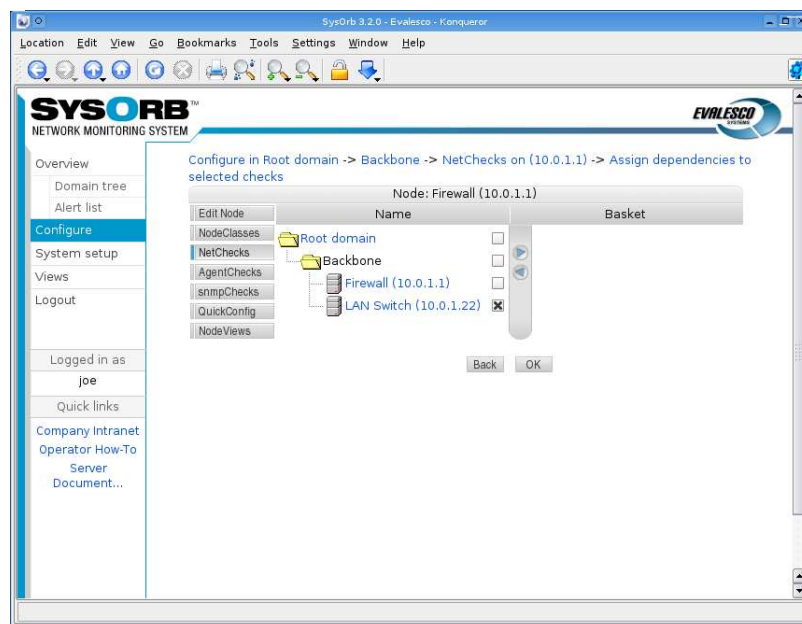 SysOrb 3.2.0 - Evalesco - Konqueror
Location Edit View Go Bookmarks Tools Settings Window Help
SYSORB™
NETWORK MONITORING SYSTEM
EVALESCO
SYSTEMS
Overview
Domain tree
Alert list
Configure
System setup
Views
Logout
Logged in as
joe
Quick links
Company Intranet
Operator How-To
Server
Document...
Configure in Root domain -> Backbone -> NetChecks on (10.0.1.1) -> Assign dependencies to
selected checks
Node: Firewall (10.0.1.1)
Edit Node
NodeClasses
NetChecks
AgentChecks
snmpChecks
QuickConfig
NodeViews
Name Basket
Root domain
Backbone
Firewall (10.0.1.1)
LAN Switch (10.0.1.22)
Back OK